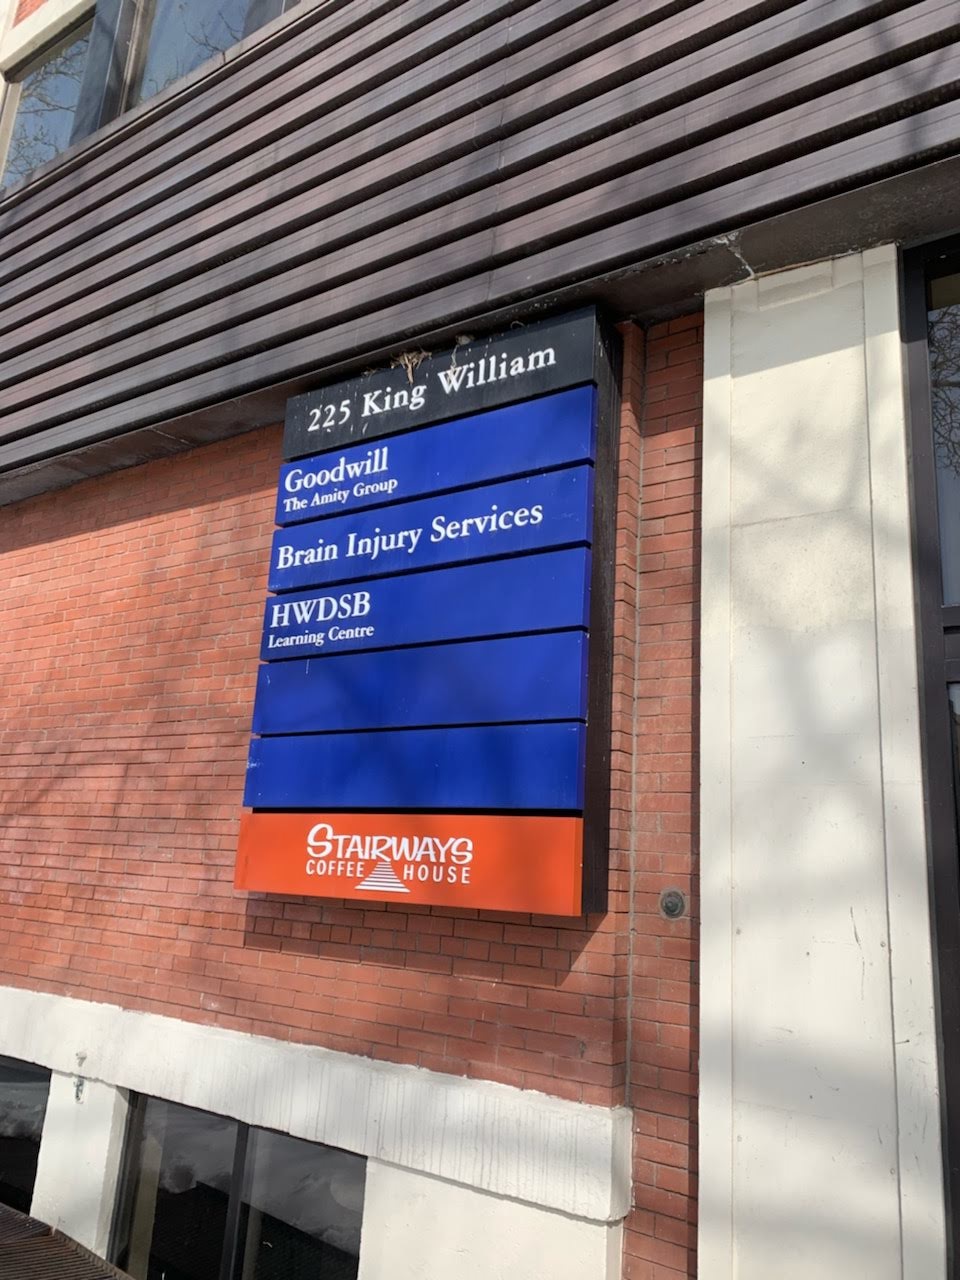 225 King William
Goodwill
The Amity Group
Brain Injury Services
HWDSB
Learning Centre
STAIRWAYS
COFFEE HOUSE